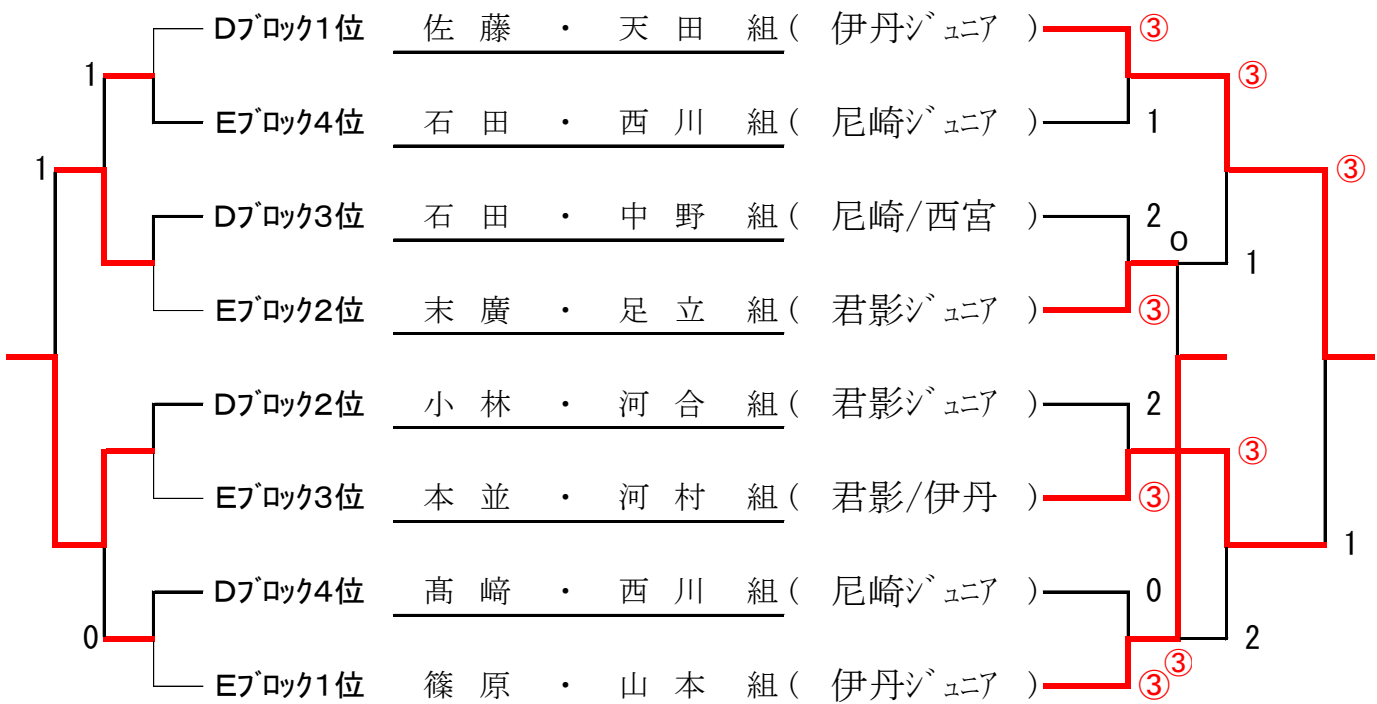 Dブロック1位 佐藤・天田 組( 伊丹ジュニア ) ③
1 ③
Eブロック4位 石田・西川 組( 尼崎ジュニア ) 1
1 ③
Dブロック3位 石田・中野 組( 尼崎/西宮 ) 2
0 1
Eブロック2位 末廣・足立 組( 君影ジュニア ) ③
Dブロック2位 小林・河合 組( 君影ジュニア ) 2
③
Eブロック3位 本並・河村 組( 君影/伊丹 ) ③
1
Dブロック4位 髙﨑・西川 組( 尼崎ジュニア ) 0
0 2
③
Eブロック1位 篠原・山本 組( 伊丹ジュニア ) ③